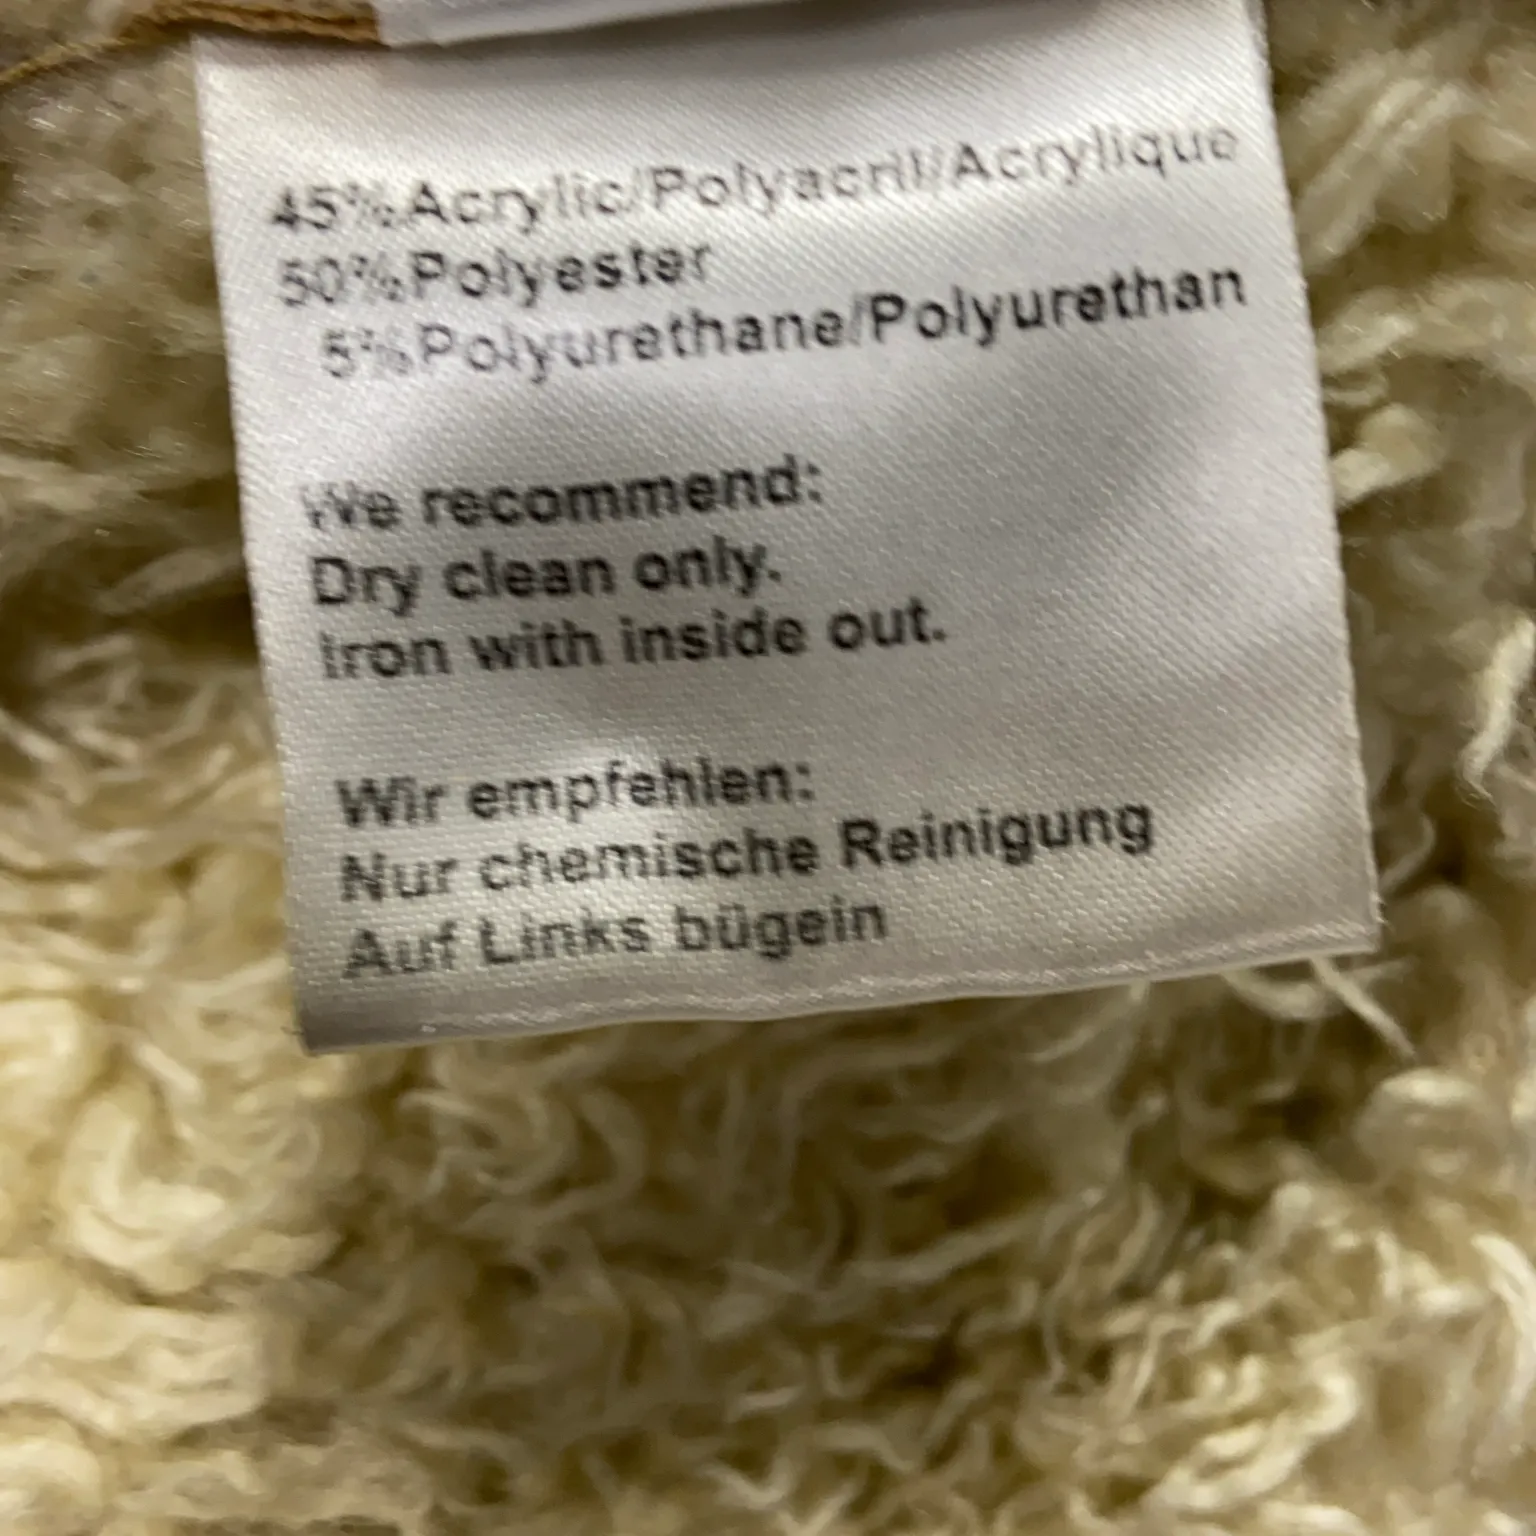 45%Acrylic/Polyacril/Acrylique
50%Polyester
5%Polyurethane/Polyurethan
We recommend:
Dry clean only.
Iron with inside out.
Wir empfehlen:
Nur chemische Reinigung
Auf Links bügein